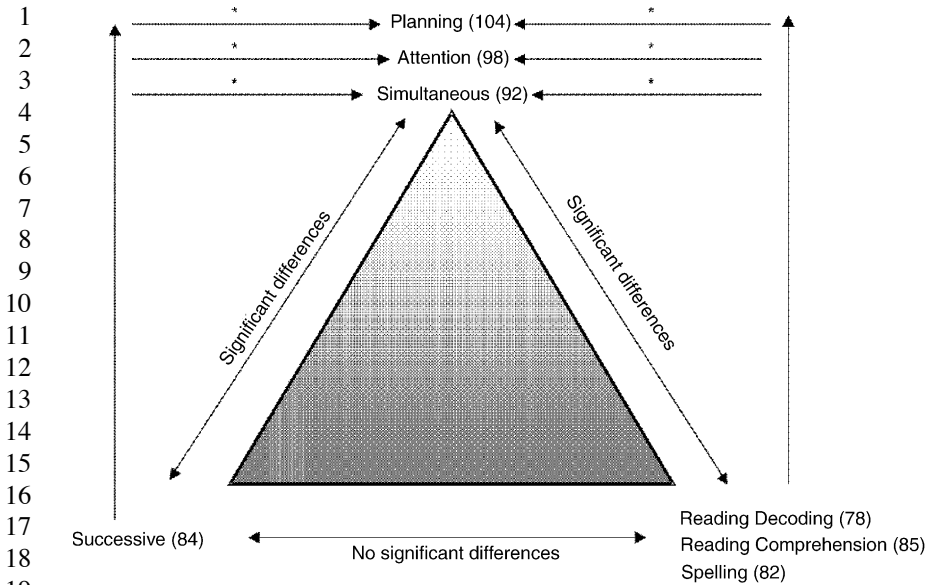 1
2
3
4
5
6
7
8
9
10
11
12
13
14
15
16
17
18
* Planning (104) *
* Attention (98) *
* Simultaneous (92) *
Significant differences
Significant differences
Successive (84)
No significant differences
Reading Decoding (78)
Reading Comprehension (85)
Spelling (82)